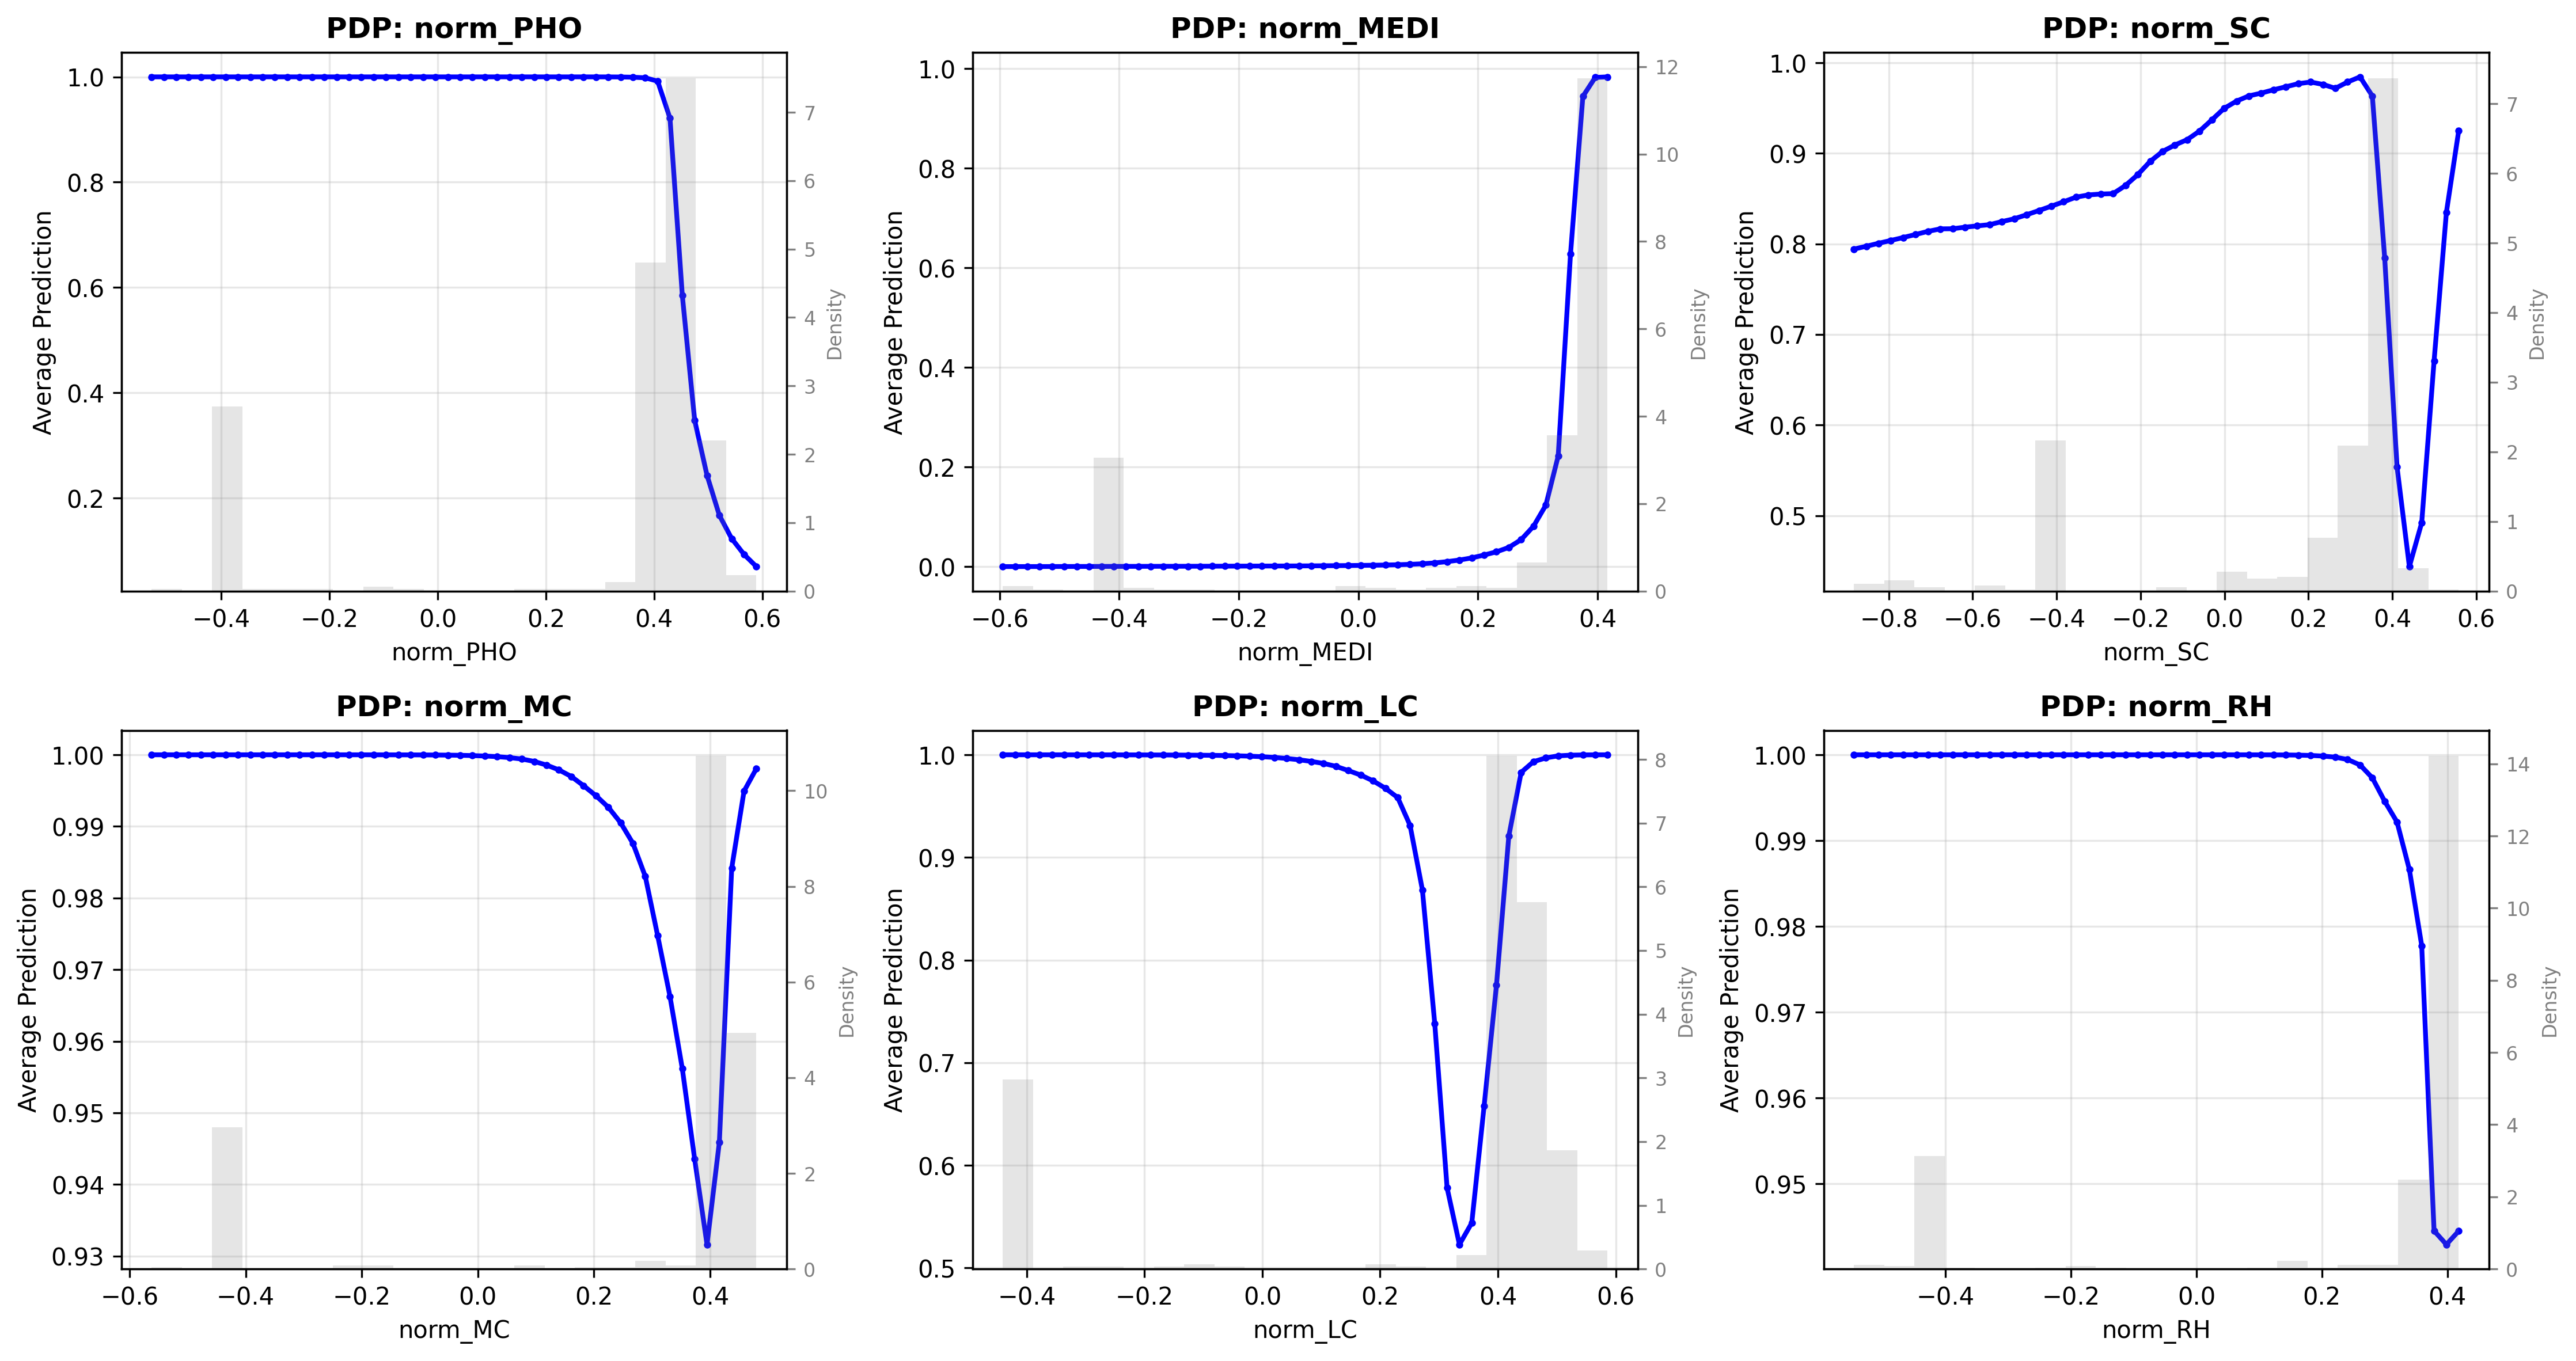 PDP: norm_PHO
1.0
0.8
0.6
0.4
0.2
Average Prediction
7
6
5
4
3
2
1
0
Density
−0.4 −0.2 0.0 0.2 0.4 0.6
norm_PHO
PDP: norm_MEDI
1.0
0.8
0.6
0.4
0.2
0.0
Average Prediction
12
10
8
6
4
2
0
Density
−0.6 −0.4 −0.2 0.0 0.2 0.4
norm_MEDI
PDP: norm_SC
1.0
0.9
0.8
0.7
0.6
0.5
Average Prediction
7
6
5
4
3
2
1
0
Density
−0.8 −0.6 −0.4 −0.2 0.0 0.2 0.4 0.6
norm_SC
PDP: norm_MC
1.00
0.99
0.98
0.97
0.96
0.95
0.94
0.93
Average Prediction
10
8
6
4
2
0
Density
−0.6 −0.4 −0.2 0.0 0.2 0.4
norm_MC
PDP: norm_LC
1.0
0.9
0.8
0.7
0.6
0.5
Average Prediction
8
7
6
5
4
3
2
1
0
Density
−0.4 −0.2 0.0 0.2 0.4 0.6
norm_LC
PDP: norm_RH
1.00
0.99
0.98
0.97
0.96
0.95
Average Prediction
14
12
10
8
6
4
2
0
Density
−0.4 −0.2 0.0 0.2 0.4
norm_RH